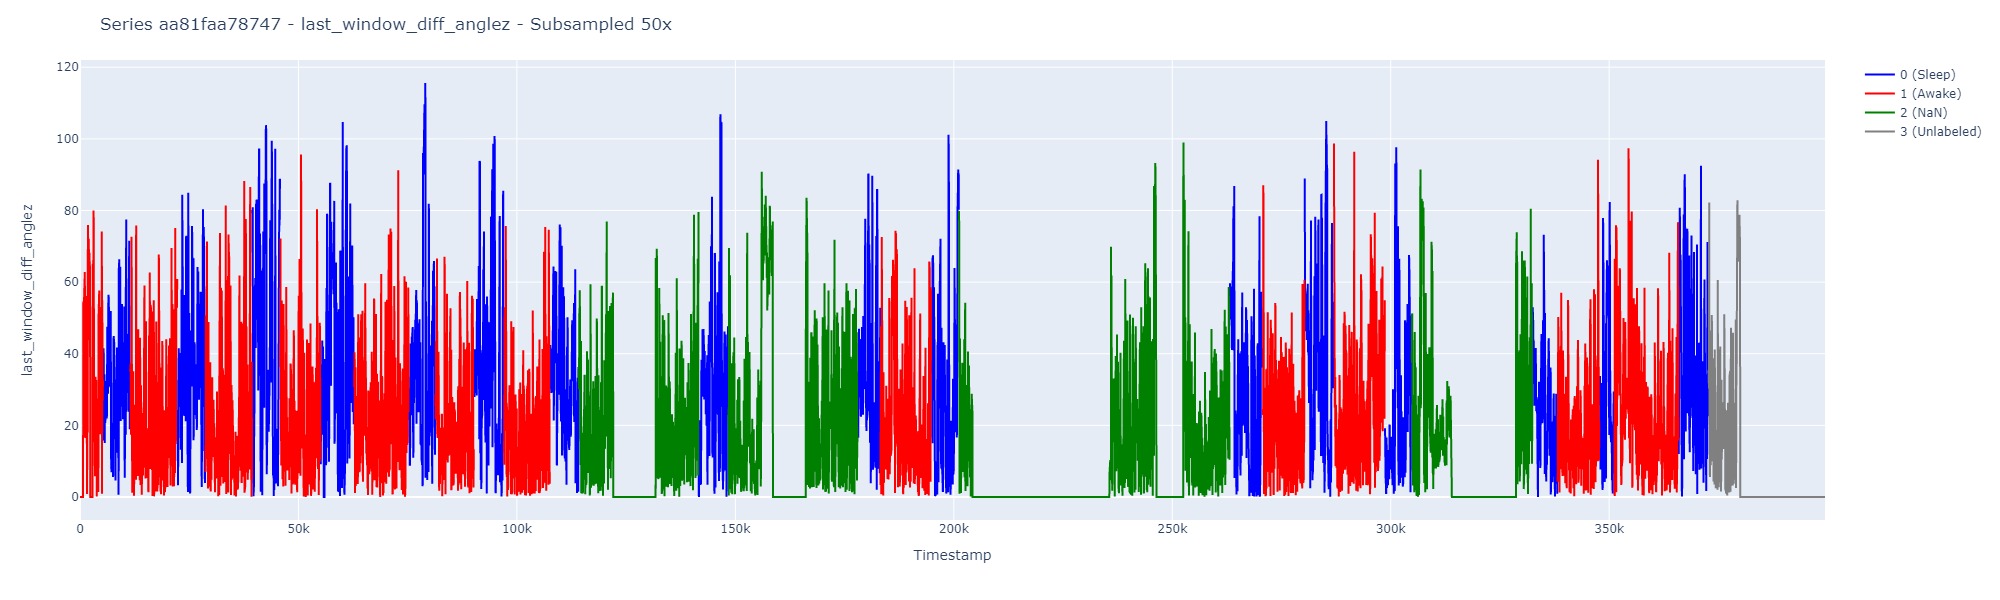 Series aa81faa78747 - last_window_diff_anglez - Subsampled 50x
120
100
80
60
40
20
0
last_window_diff_anglez
0
50k
100k
150k
200k
250k
300k
350k
Timestamp
0 (Sleep)
1 (Awake)
2 (NaN)
3 (Unlabeled)